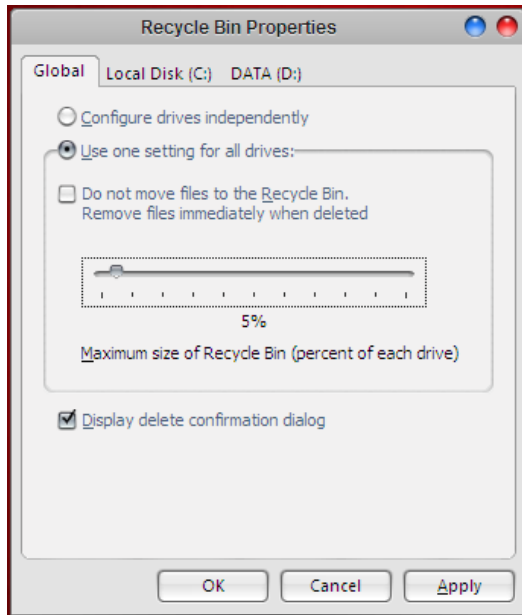 Recycle Bin Properties
Global Local Disk (C:) DATA (D:)
Configure drives independently
Use one setting for all drives:
Do not move files to the Recycle Bin.
Remove files immediately when deleted
5%
Maximum size of Recycle Bin (percent of each drive)
Display delete confirmation dialog
OK Cancel Apply